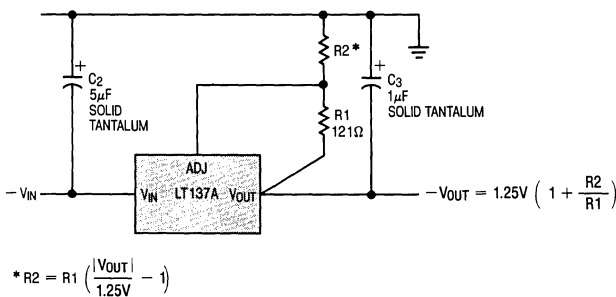 R2*
+
C2
5μF
SOLID
TANTALUM
+
C3
1μF
SOLID TANTALUM
R1
121Ω
ADJ
LT137A
–VIN
VIN
VOUT
–VOUT = 1.25V ( 1 + R2/R1 )
* R2 = R1 ( |VOUT|/1.25V – 1 )